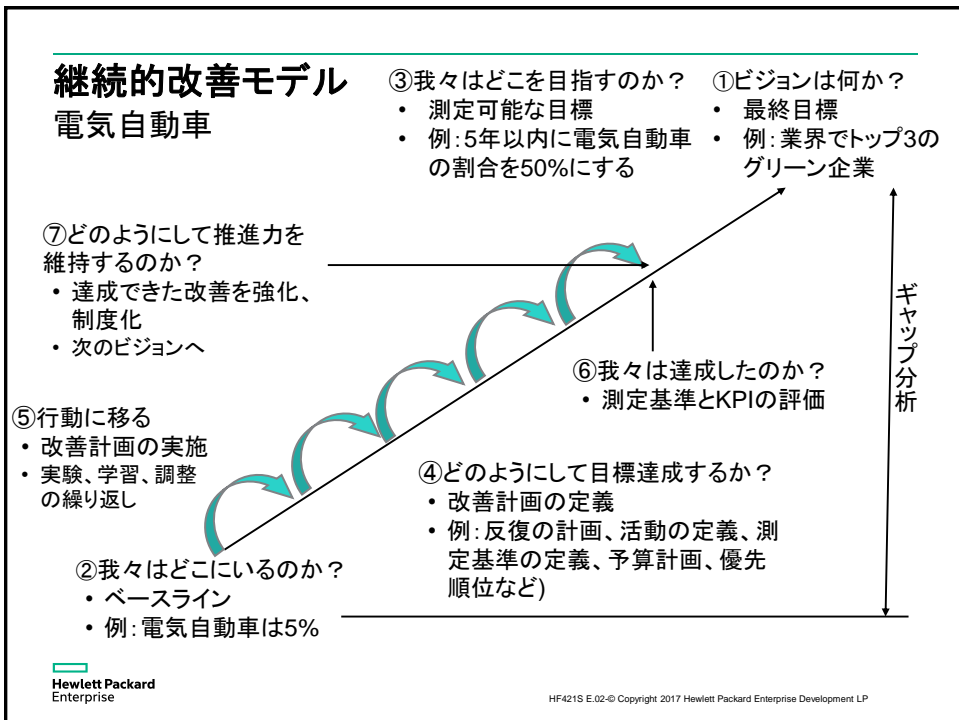 継続的改善モデル
電気自動車
③我々はどこを目指すのか？
• 測定可能な目標
• 例：5年以内に電気自動車
の割合を50%にする
①ビジョンは何か？
• 最終目標
• 例：業界でトップ3の
グリーン企業
⑦どのようにして推進力を
維持するのか？
• 達成できた改善を強化、
制度化
• 次のビジョンへ
ギャップ分析
⑥我々は達成したのか？
• 測定基準とKPIの評価
⑤行動に移る
• 改善計画の実施
• 実験、学習、調整
の繰り返し
④どのようにして目標達成するか？
• 改善計画の定義
• 例：反復の計画、活動の定義、測
定基準の定義、予算計画、優先
順位など)
②我々はどこにいるのか？
• ベースライン
• 例：電気自動車は5%
Hewlett Packard
Enterprise
HF421S E.02-© Copyright 2017 Hewlett Packard Enterprise Development LP